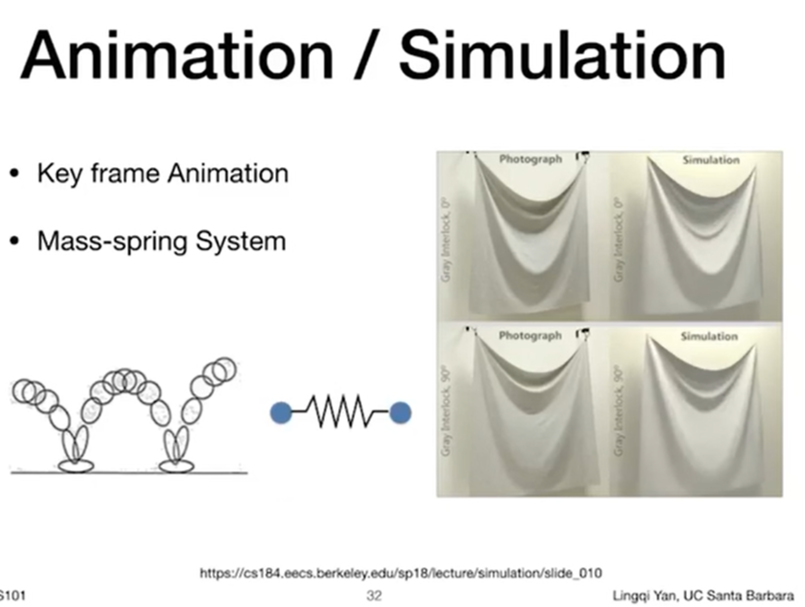 Animation / Simulation
• Key frame Animation
• Mass-spring System
Photograph
Simulation
Gray Interlock, 0°
Gray Interlock, 0°
Photograph
Simulation
Gray Interlock, 90°
Gray Interlock, 90°
https://cs184.eecs.berkeley.edu/sp18/lecture/simulation/slide_010
S101
32
Lingqi Yan, UC Santa Barbara